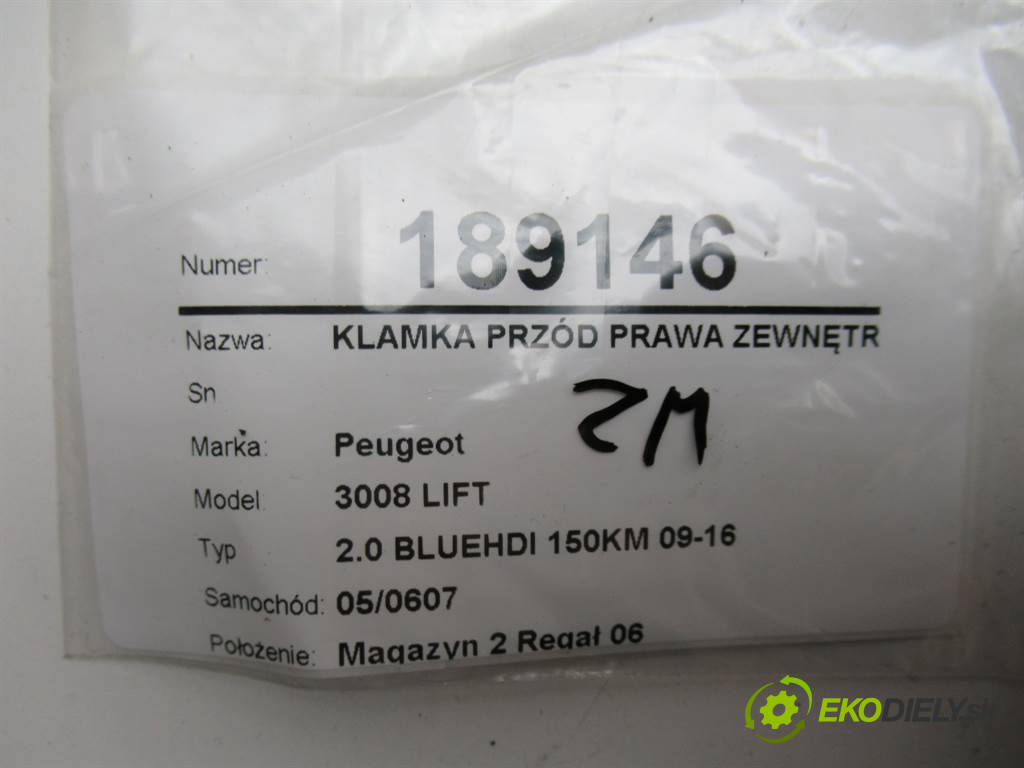 Numer: 189146
Nazwa: KLAMKA PRZÓD PRAWA ZEWNĘTR
Sn
ZM
Marka: Peugeot
Model 3008 LIFT
Typ 2.0 BLUEHDI 150KM 09-16
Samochód: 05/0607
Położenie: Magazyn 2 Regał 06
EKODIELY.sk